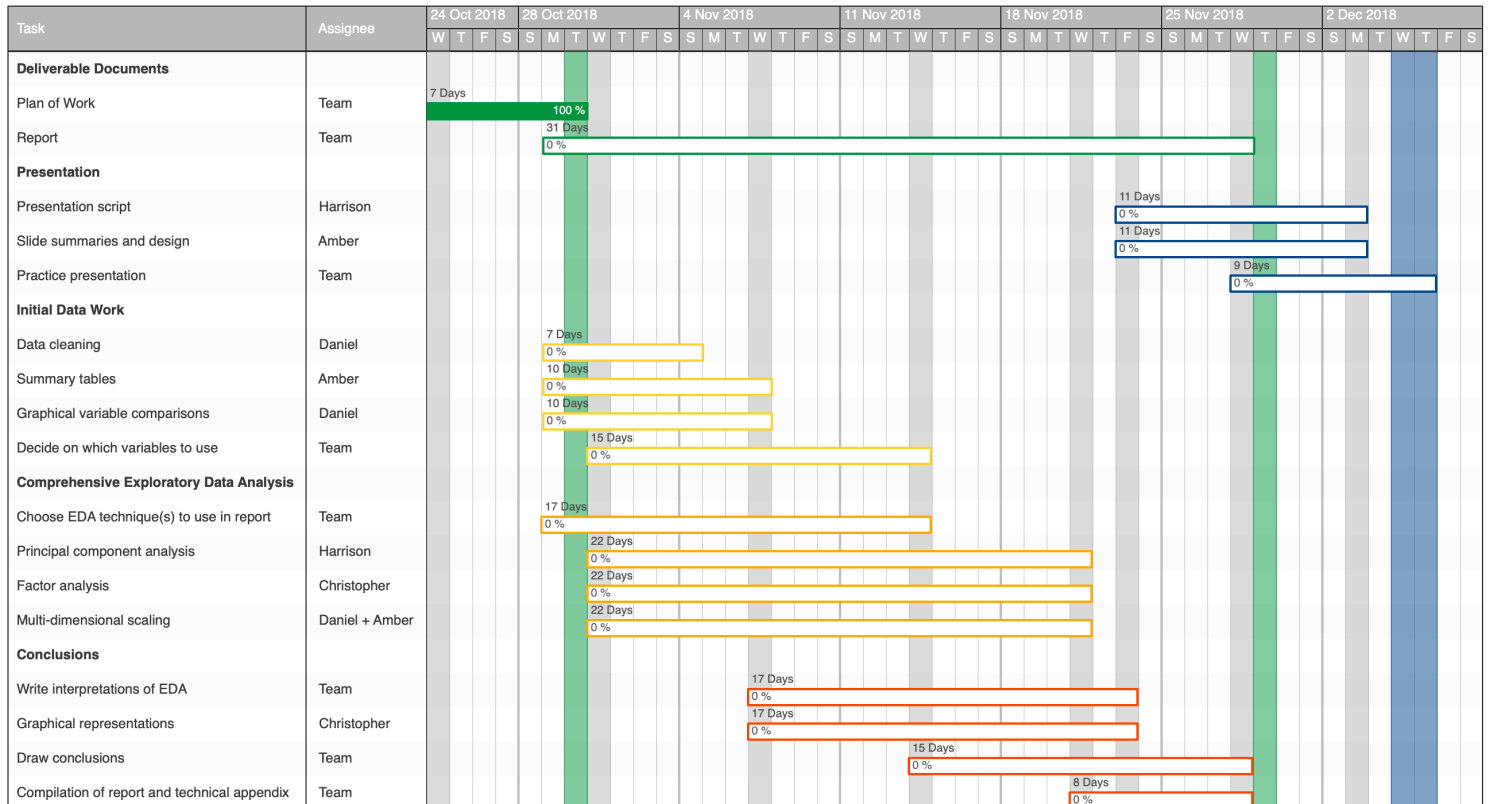 Task Assignee 24 Oct 2018 28 Oct 2018 4 Nov 2018 11 Nov 2018 18 Nov 2018 25 Nov 2018 2 Dec 2018
W T F S S M T W T F S S M T W T F S S M T W T F S S M T W T F S S M T W T F S S M T W T F S
Deliverable Documents
7 Days
Plan of Work Team 100 %
31 Days
Report Team 0 %
Presentation
11 Days
Presentation script Harrison 0 %
11 Days
Slide summaries and design Amber 0 %
9 Days
Practice presentation Team 0 %
Initial Data Work
7 Days
Data cleaning Daniel 0 %
10 Days
Summary tables Amber 0 %
10 Days
Graphical variable comparisons Daniel 0 %
15 Days
Decide on which variables to use Team 0 %
Comprehensive Exploratory Data Analysis
17 Days
Choose EDA technique(s) to use in report Team 0 %
22 Days
Principal component analysis Harrison 0 %
22 Days
Factor analysis Christopher 0 %
22 Days
Multi-dimensional scaling Daniel + Amber 0 %
Conclusions
17 Days
Write interpretations of EDA Team 0 %
17 Days
Graphical representations Christopher 0 %
15 Days
Draw conclusions Team 0 %
8 Days
Compilation of report and technical appendix Team 0 %